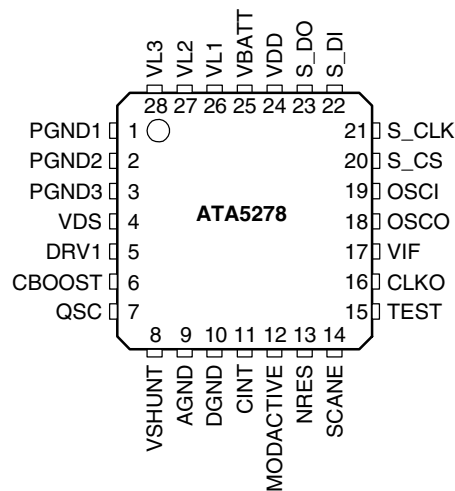 VL3
VL2
VL1
VBATT
VDD
S_DO
S_DI
28 27 26 25 24 23 22
PGND1 1
PGND2 2
PGND3 3
VDS 4
DRV1 5
CBOOST 6
QSC 7
ATA5278
21 S_CLK
20 S_CS
19 OSCI
18 OSCO
17 VIF
16 CLKO
15 TEST
8 9 10 11 12 13 14
VSHUNT
AGND
DGND
CINT
MODACTIVE
NRES
SCANE